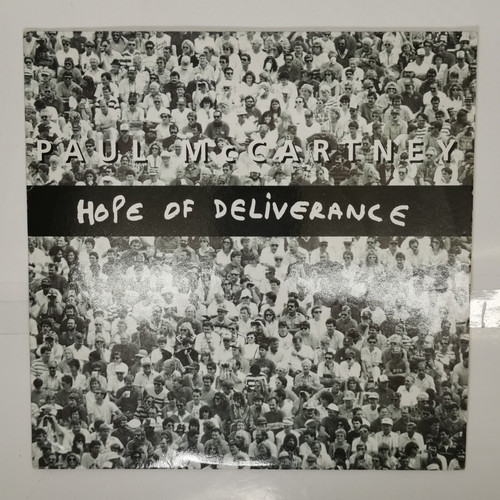 PAUL McCARTNEY
HOPE OF DELiVERANCE